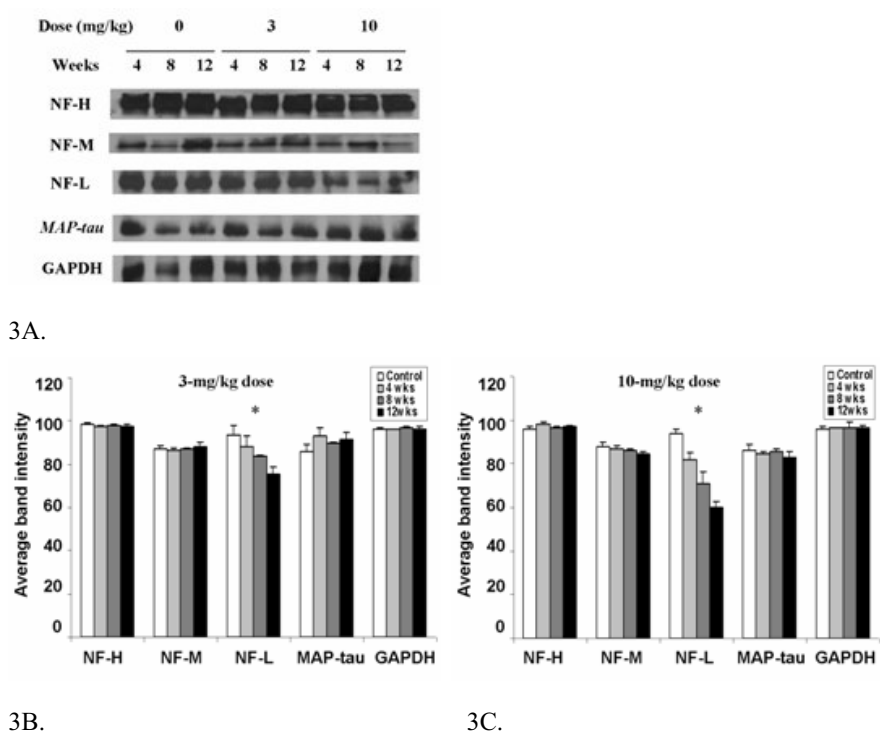 Dose (mg/kg) 0 3 10
Weeks 4 8 12 4 8 12 4 8 12
NF-H
NF-M
NF-L
MAP-tau
GAPDH
3A.
3-mg/kg dose
Control
4 wks
8 wks
12wks
*
Average band intensity
120
100
80
60
40
20
0
NF-H NF-M NF-L MAP-tau GAPDH
3B.
10-mg/kg dose
Control
4 wks
8 wks
12wks
*
Average band intensity
120
100
80
60
40
20
0
NF-H NF-M NF-L MAP-tau GAPDH
3C.